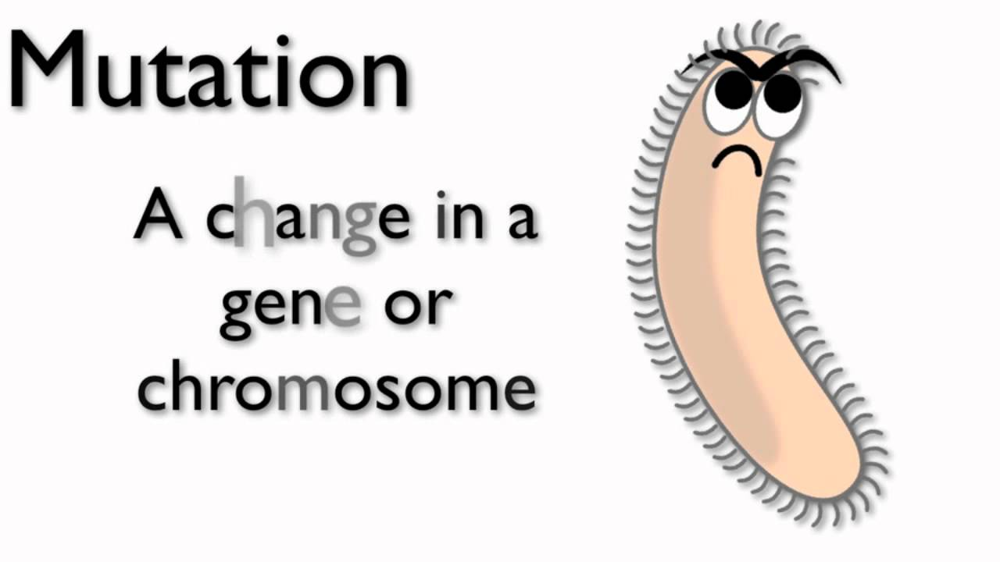 Mutation
A change in a
gene or
chromosome